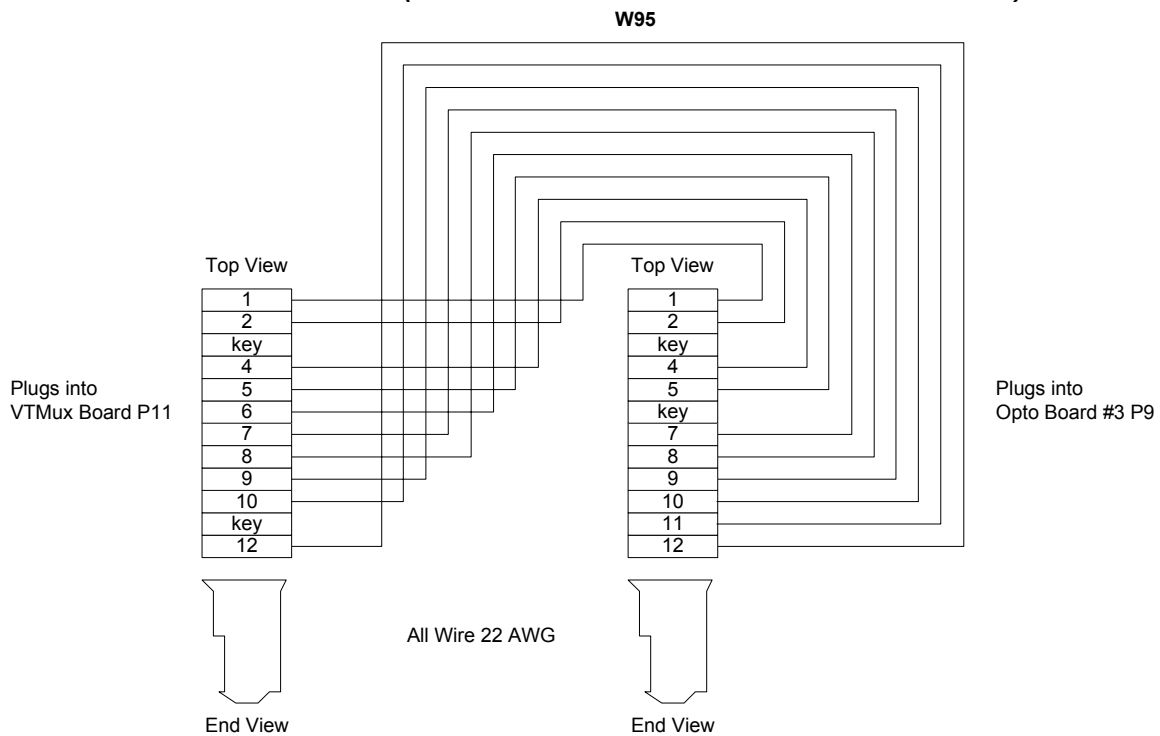 W95
Top View
1
2
key
4
5
6
7
8
9
10
key
12
Plugs into
VTMux Board P11
End View
All Wire 22 AWG
Top View
1
2
key
4
5
key
7
8
9
10
11
12
Plugs into
Opto Board #3 P9
End View